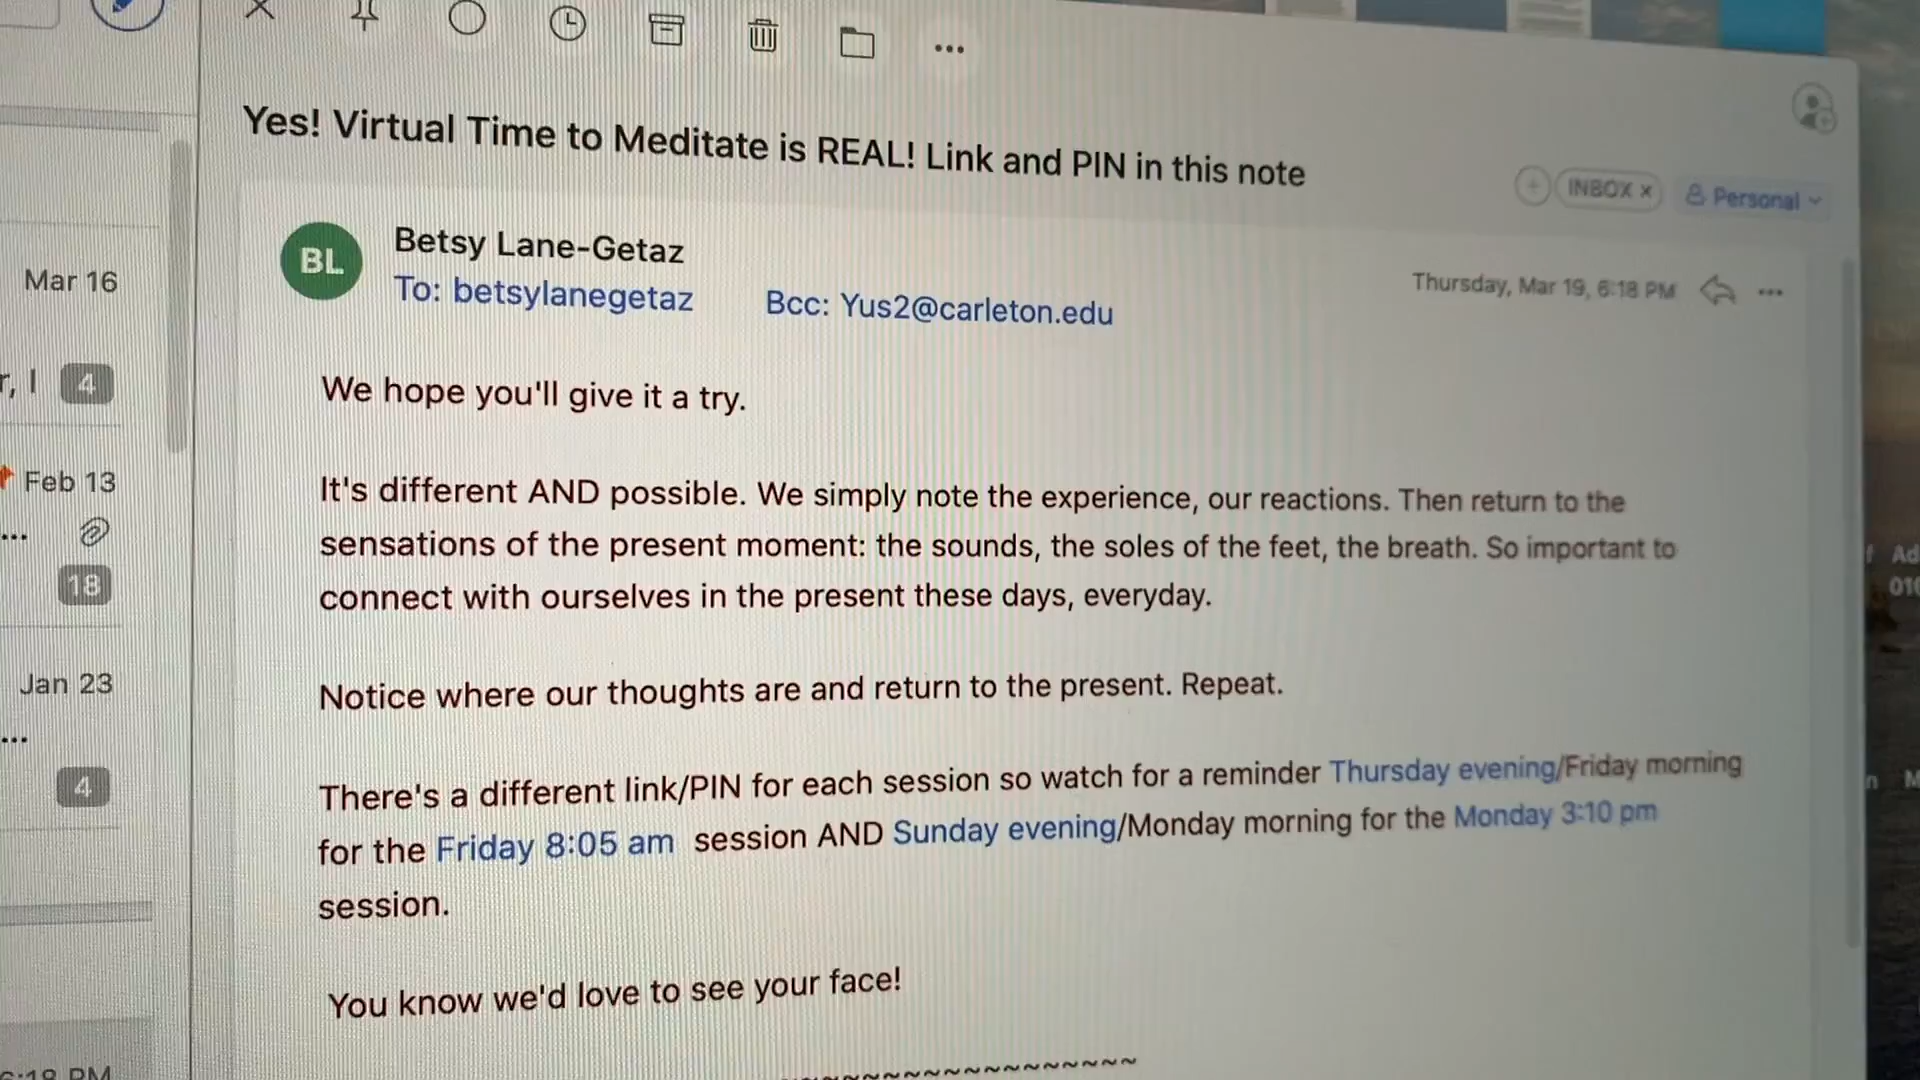 Yes! Virtual Time to Meditate is REAL! Link and PIN in this note
INBOX ×
Personal
BL
Betsy Lane-Getaz
To: betsylanegetaz Bcc: Yus2@carleton.edu
Thursday, Mar 19, 6:18 PM
Mar 16
We hope you'll give it a try.
r, I 4
Feb 13
...
18
It's different AND possible. We simply note the experience, our reactions. Then return to the
sensations of the present moment: the sounds, the soles of the feet, the breath. So important to
connect with ourselves in the present these days, everyday.
Jan 23
...
4
Notice where our thoughts are and return to the present. Repeat.
There's a different link/PIN for each session so watch for a reminder Thursday evening/Friday morning
for the Friday 8:05 am session AND Sunday evening/Monday morning for the Monday 3:10 pm
session.
You know we'd love to see your face!
6:18 PM